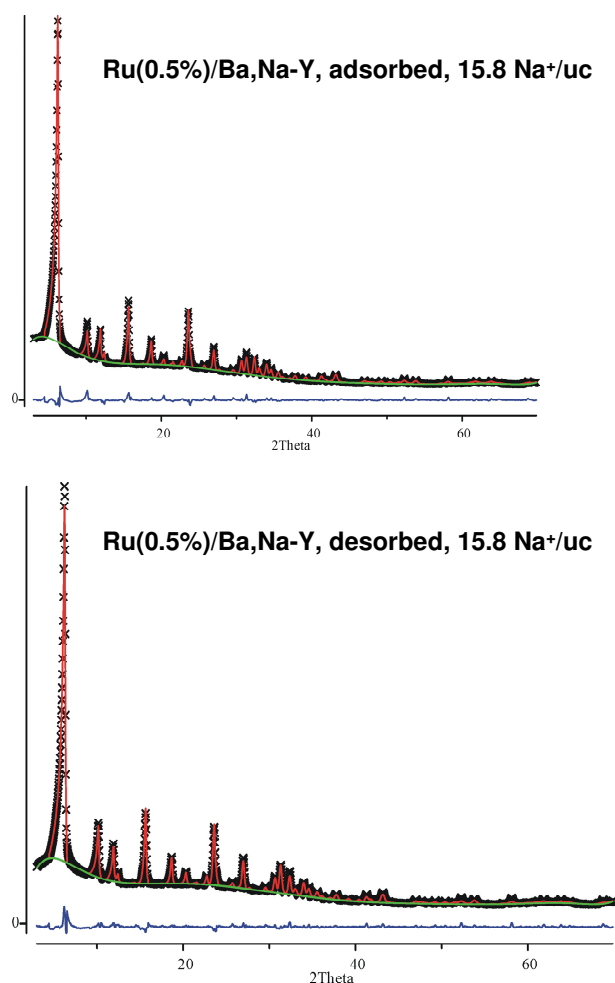 Ru(0.5%)/Ba,Na-Y, adsorbed, 15.8 Na⁺/uc
0
20
40
60
2Theta
Ru(0.5%)/Ba,Na-Y, desorbed, 15.8 Na⁺/uc
0
20
40
60
2Theta